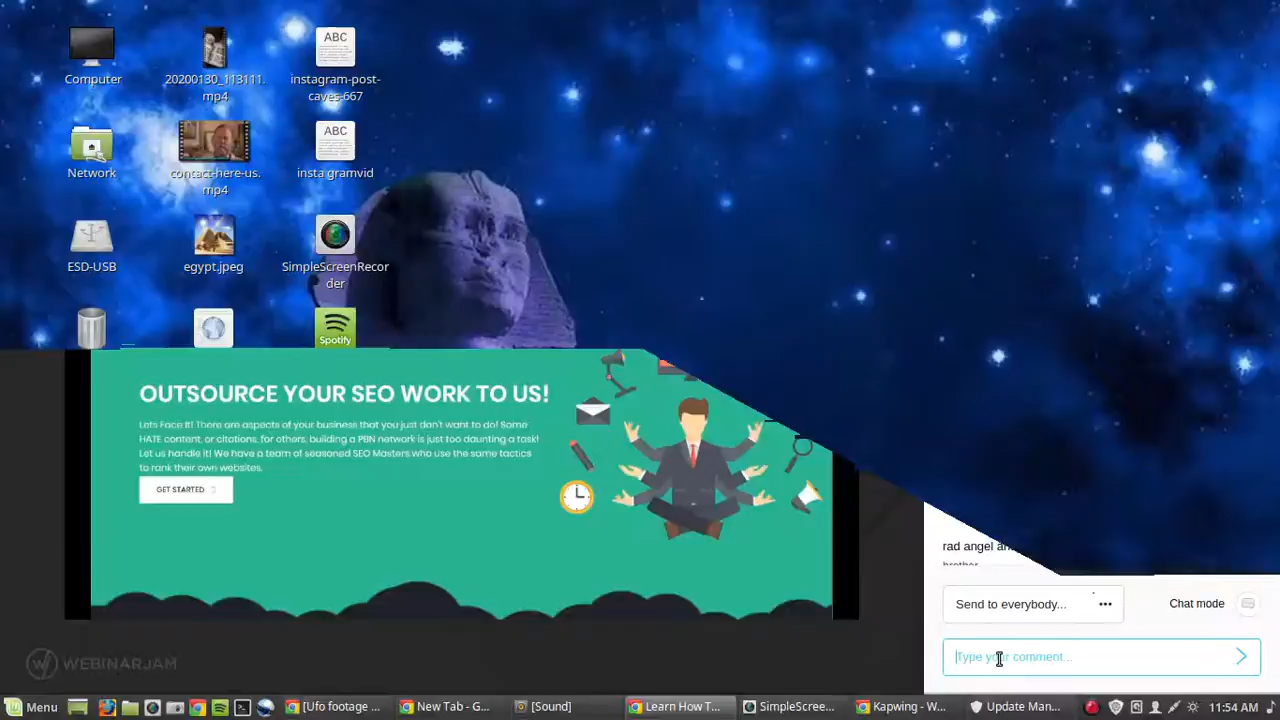 Computer
20200130_113111.
mp4
ABC
instagram-post-
caves-667
Network
contact-here-us.
mp4
ABC
insta gramvid
ESD-USB
egypt.jpeg
SimpleScreenRecor
der
Spotify
OUTSOURCE YOUR SEO WORK TO US!
Lets Face It! There are aspects of your business that you just don't want to do! Some
HATE content, or citations, for others, building a PBN network is just too daunting a task!
Let us handle it! We have a team of seasoned SEO Masters who use the same tactics
to rank their own websites.
GET STARTED
rad angel
brother
Send to everybody...
Chat mode
Type your comment...
WEBINARJAM
Menu
[Ufo footage ...
New Tab - G...
[Sound]
Learn How T...
SimpleScree...
Kapwing - W...
Update Man...
11:54 AM